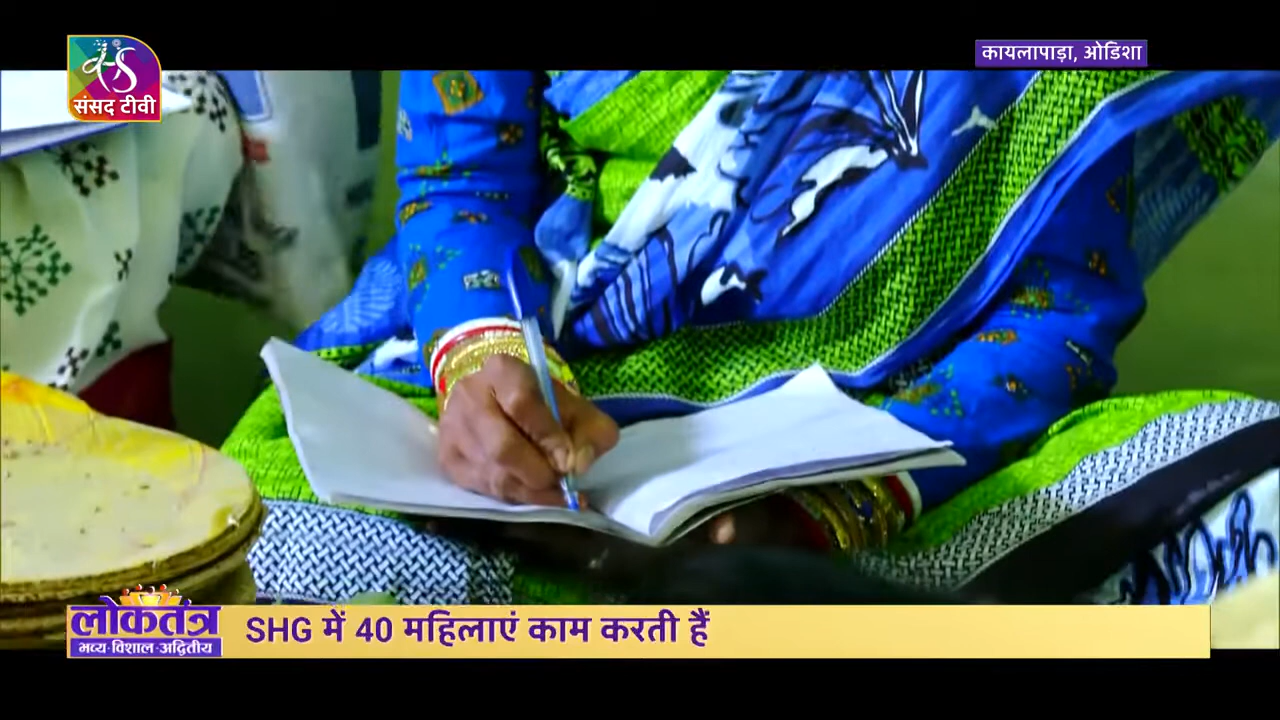 संसद टीवी
कायलापाड़ा, ओडिशा
लोकतंत्र
भव्य·विशाल·अद्वितीय
SHG में 40 महिलाएं काम करती हैं